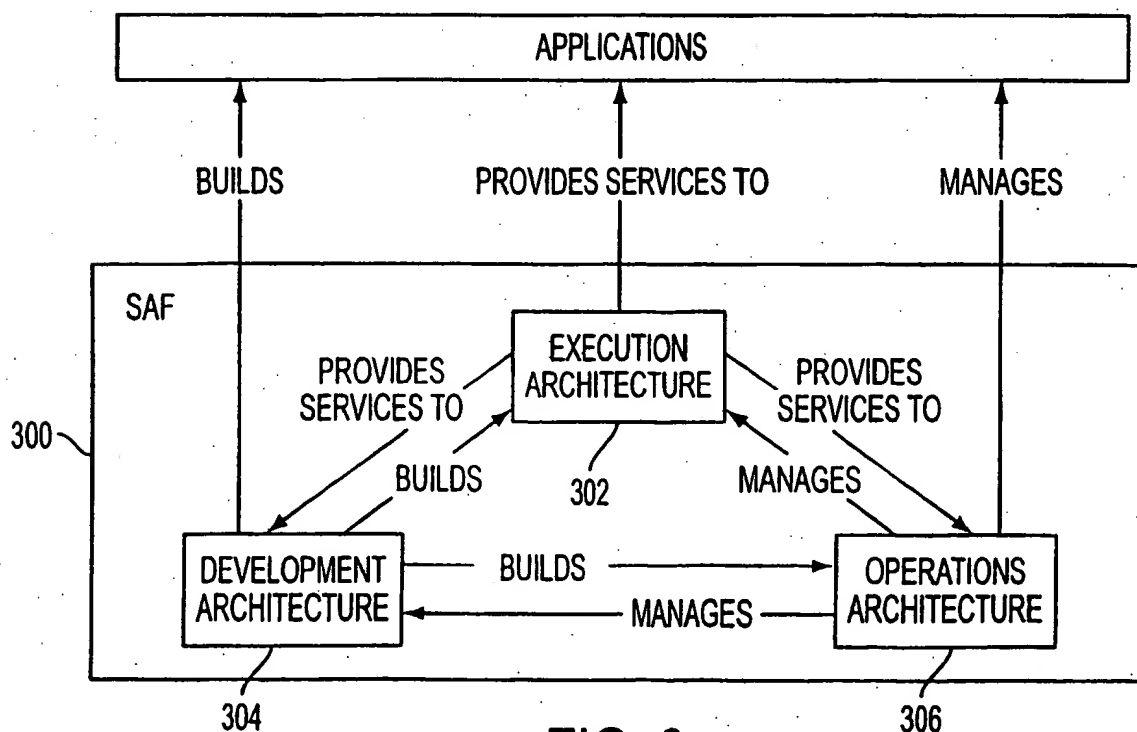 APPLICATIONS
BUILDS
PROVIDES SERVICES TO
MANAGES
SAF
EXECUTION
ARCHITECTURE
PROVIDES
SERVICES TO
PROVIDES
SERVICES TO
300
BUILDS
302
MANAGES
DEVELOPMENT
ARCHITECTURE
BUILDS
MANAGES
OPERATIONS
ARCHITECTURE
304
306